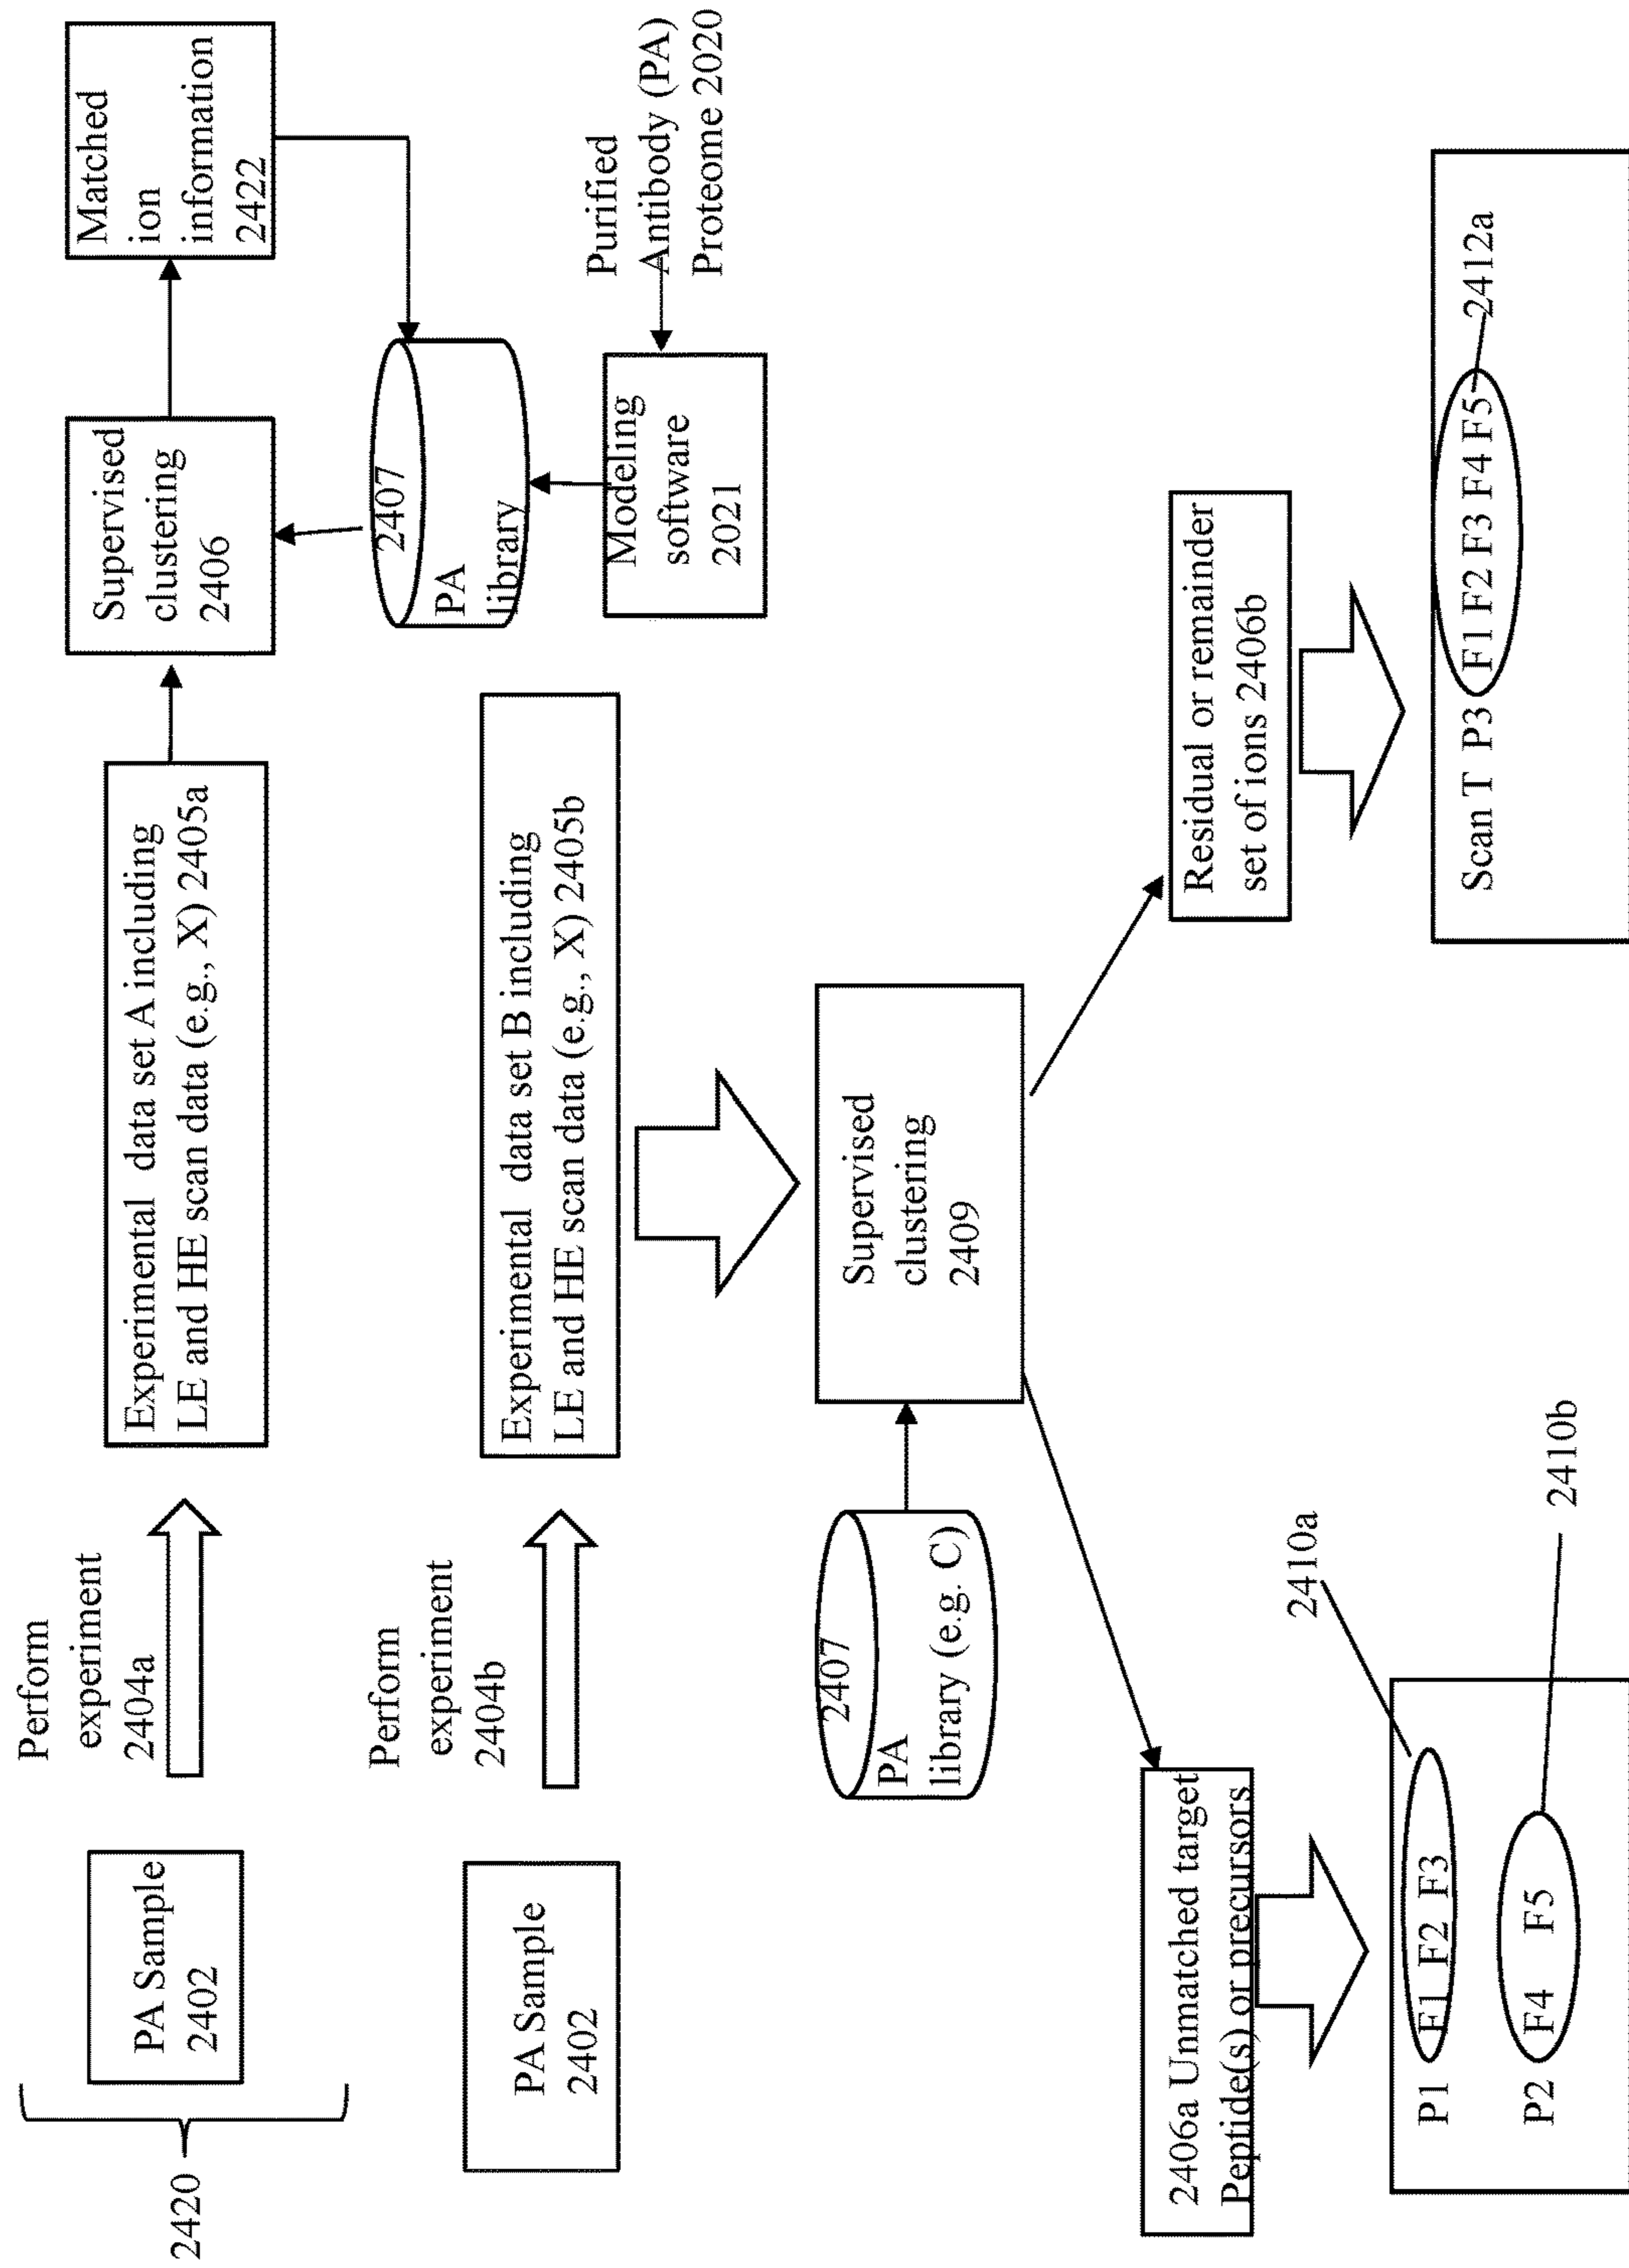 2420
PA Sample
2402
Perform
experiment
2404a
Experimental data set A including
LE and HE scan data (e.g., X) 2405a
Supervised
clustering
2406
Matched
ion
information
2422
PA Sample
2402
Perform
experiment
2404b
Experimental data set B including
LE and HE scan data (e.g., X) 2405b
2407
PA
library
Modeling
software
2021
Purified
Antibody (PA)
Proteome 2020
2407
PA
library (e.g. C)
Supervised
clustering
2409
2406a Unmatched target
Peptide(s) or precursors
Residual or remainder
set of ions 2406b
2410a
P1 F1 F2 F3
P2 F4 F5
2410b
Scan T P3 F1 F2 F3 F4 F5 2412a